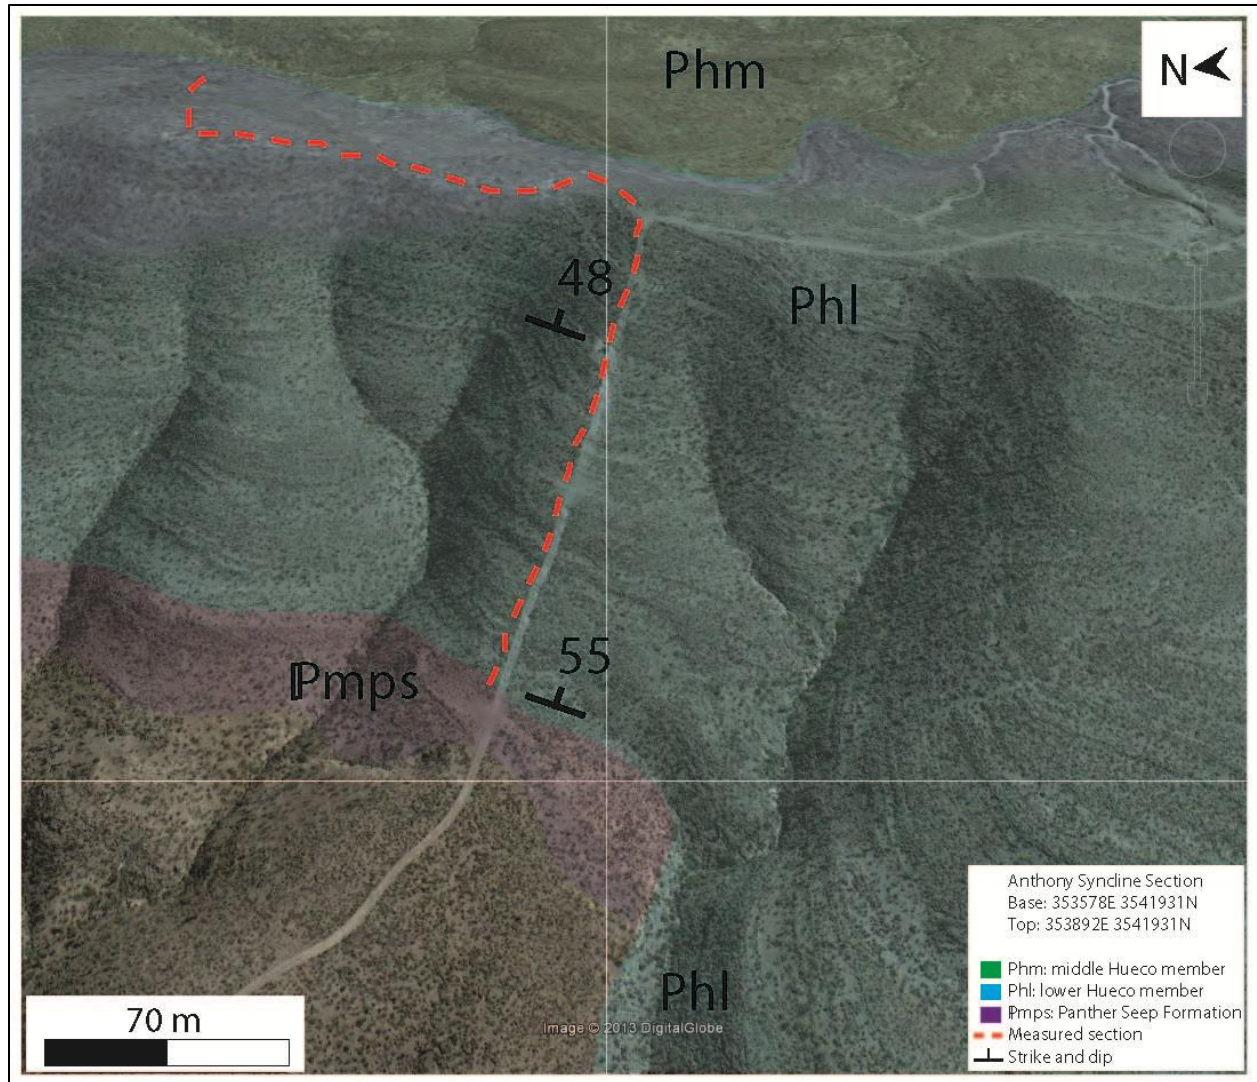 Phm
N
48
Phl
55
ℙmps
Phl
Anthony Syncline Section
Base: 353578E 3541931N
Top: 353892E 3541931N
Phm: middle Hueco member
Phl: lower Hueco member
ℙmps: Panther Seep Formation
Measured section
Strike and dip
70 m
Image © 2013 DigitalGlobe